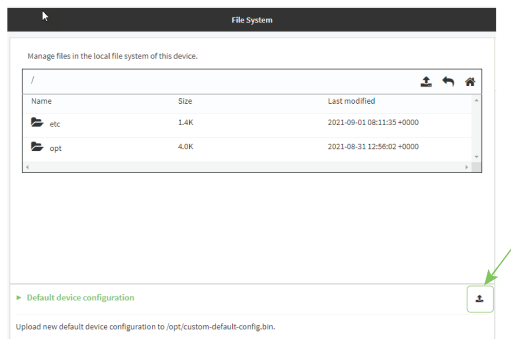 File System
Manage files in the local file system of this device.
/
Name Size Last modified
etc 1.4K 2021-09-01 08:11:35 +0000
opt 4.0K 2021-08-31 12:56:02 +0000
Default device configuration
Upload new default device configuration to /opt/custom-default-config.bin.